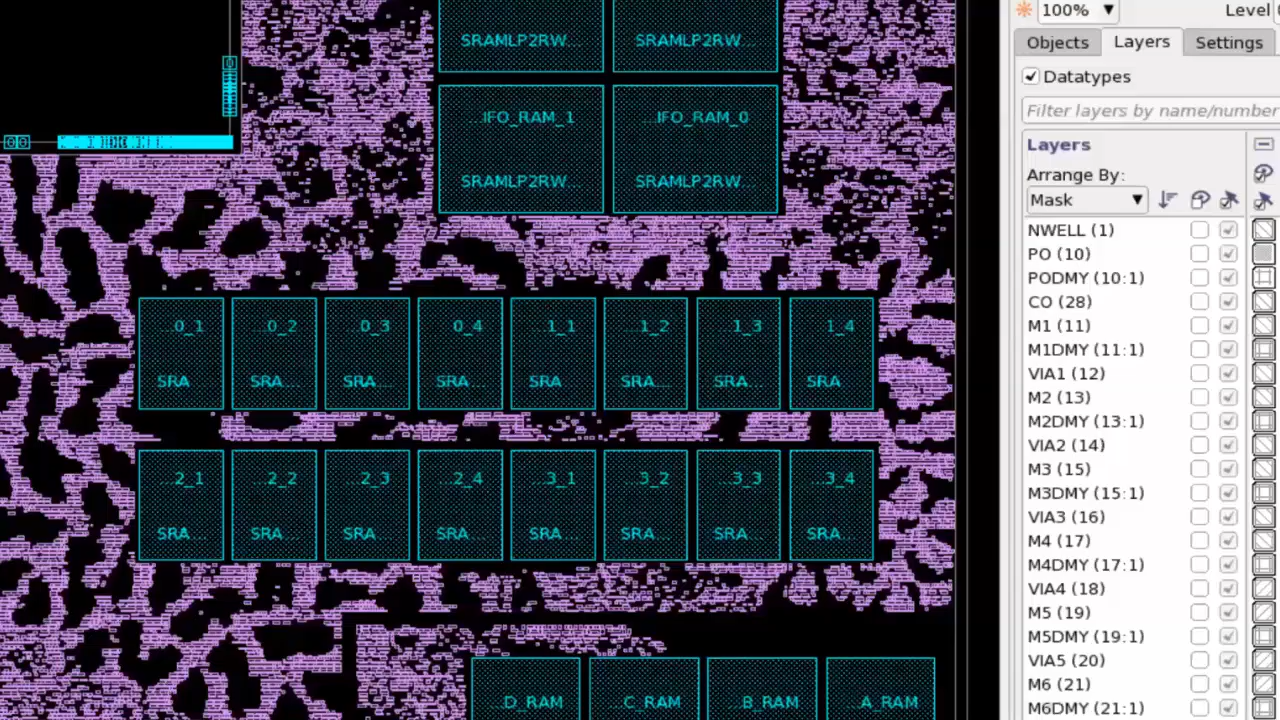 SRAMLP2RW... SRAMLP2RW...
...IFO_RAM_1 ...IFO_RAM_0
SRAMLP2RW... SRAMLP2RW...
...0_1 ...0_2 ...0_3 ...0_4 ...1_1 ...1_2 ...1_3 ...1_4
SRA... SRA... SRA... SRA... SRA... SRA... SRA... SRA...
...2_1 ...2_2 ...2_3 ...2_4 ...3_1 ...3_2 ...3_3 ...3_4
SRA... SRA... SRA... SRA... SRA... SRA... SRA... SRA...
D_RAM C_RAM B_RAM A_RAM
100% Level
Objects Layers Settings
Datatypes
Filter layers by name/number
Layers
Arrange By:
Mask
NWELL (1)
PO (10)
PODMY (10:1)
CO (28)
M1 (11)
M1DMY (11:1)
VIA1 (12)
M2 (13)
M2DMY (13:1)
VIA2 (14)
M3 (15)
M3DMY (15:1)
VIA3 (16)
M4 (17)
M4DMY (17:1)
VIA4 (18)
M5 (19)
M5DMY (19:1)
VIA5 (20)
M6 (21)
M6DMY (21:1)